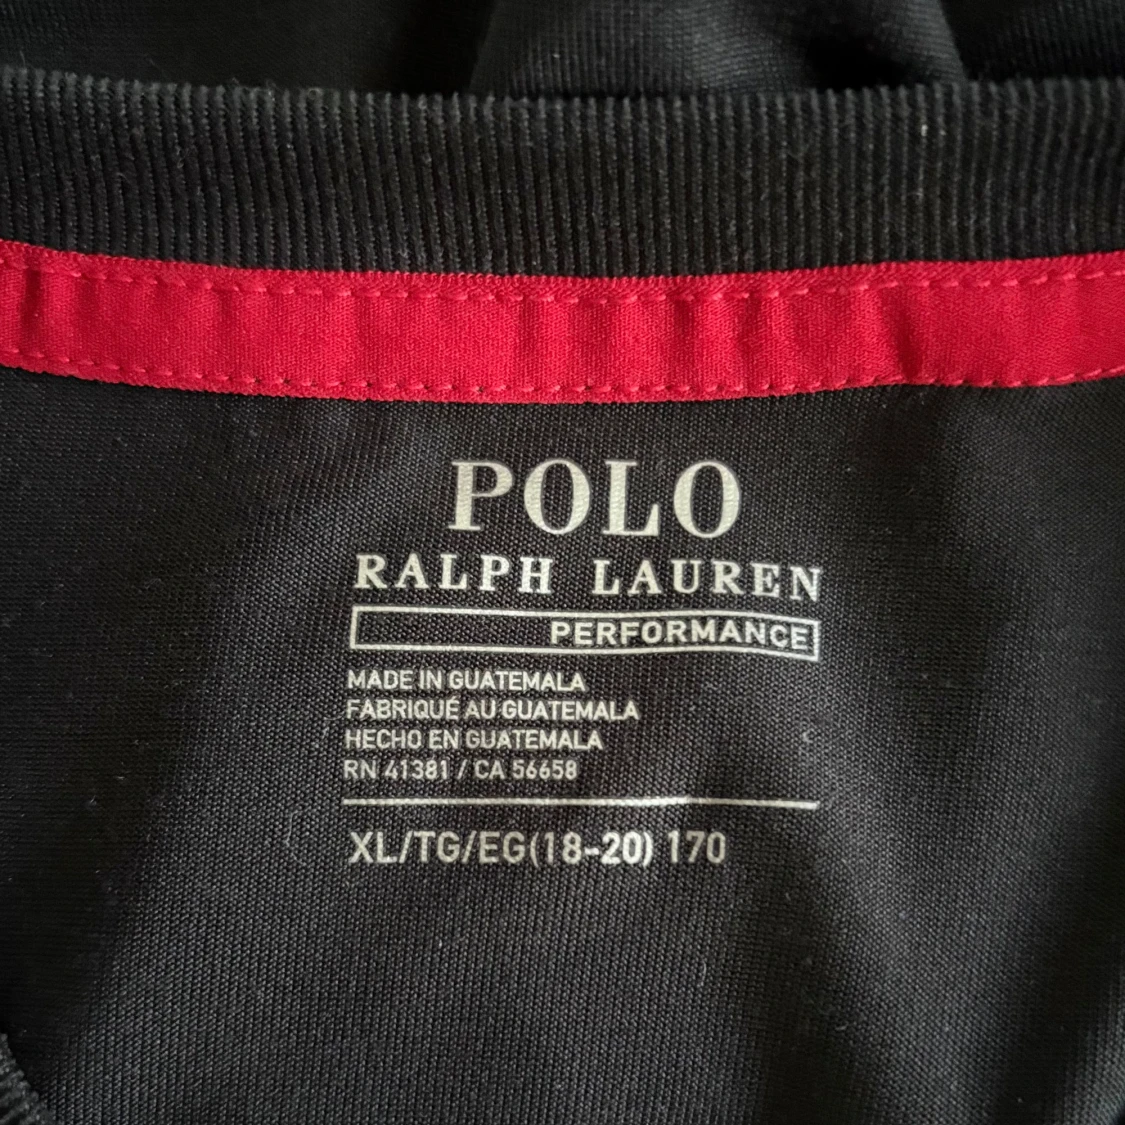 POLO
RALPH LAUREN
PERFORMANCE
MADE IN GUATEMALA
FABRIQUÉ AU GUATEMALA
HECHO EN GUATEMALA
RN 41381 / CA 56658
XL/TG/EG(18-20) 170